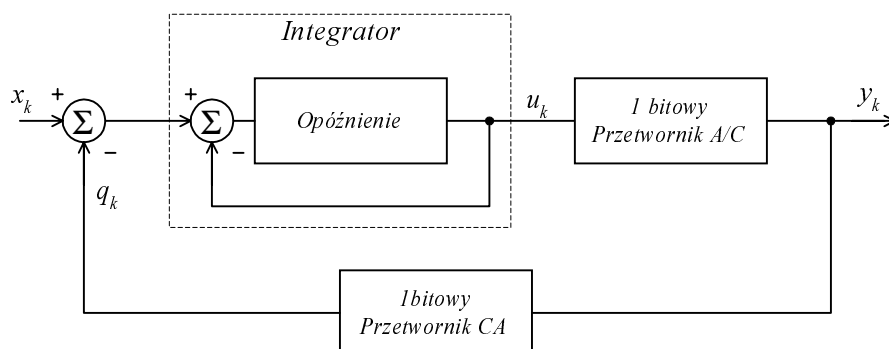 Integrator
x_k
+
Σ
−
q_k
+
Σ
−
Opóźnienie
u_k
1 bitowy
Przetwornik A/C
y_k
1bitowy
Przetwornik CA